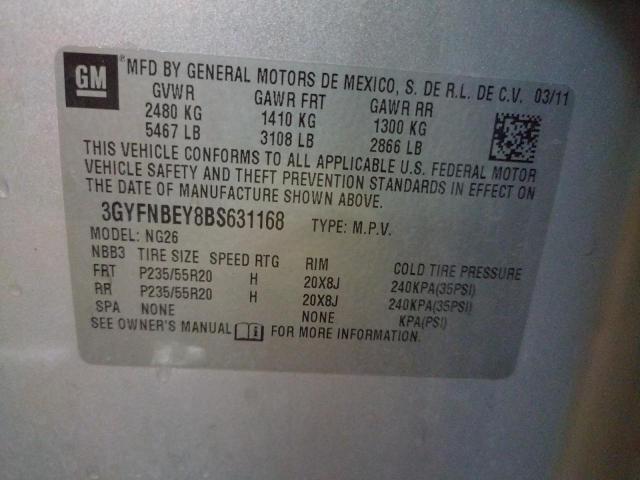 GM ® MFD BY GENERAL MOTORS DE MEXICO, S. DE R.L. DE C.V. 03/11
GVWR GAWR FRT GAWR RR
2480 KG 1410 KG 1300 KG
5467 LB 3108 LB 2866 LB
THIS VEHICLE CONFORMS TO ALL APPLICABLE U.S. FEDERAL MOTOR
VEHICLE SAFETY AND THEFT PREVENTION STANDARDS IN EFFECT ON
THE DATE OF MANUFACTURE SHOWN ABOVE.
3GYFNBEY8BS631168 TYPE: M.P.V.
MODEL: NG26
NBB3 TIRE SIZE SPEED RTG RIM COLD TIRE PRESSURE
FRT P235/55R20 H 20X8J 240KPA(35PSI)
RR P235/55R20 H 20X8J 240KPA(35PSI)
SPA NONE NONE KPA(PSI)
SEE OWNER'S MANUAL FOR MORE INFORMATION.